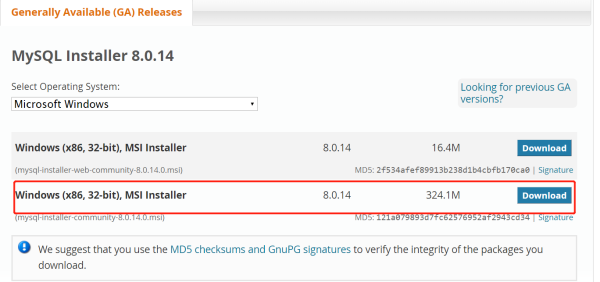 Generally Available (GA) Releases
MySQL Installer 8.0.14
Select Operating System:
Looking for previous GA
versions?
Microsoft Windows
Windows (x86, 32-bit), MSI Installer 8.0.14 16.4M Download
(mysql-installer-web-community-8.0.14.0.msi) MD5: 2f534afef89913b238d1b4cbfb170ca0 | Signature
Windows (x86, 32-bit), MSI Installer 8.0.14 324.1M Download
(mysql-installer-community-8.0.14.0.msi) MD5: 121a079893d7fc62576952af2943cd34 | Signature
We suggest that you use the MD5 checksums and GnuPG signatures to verify the integrity of the packages you
download.